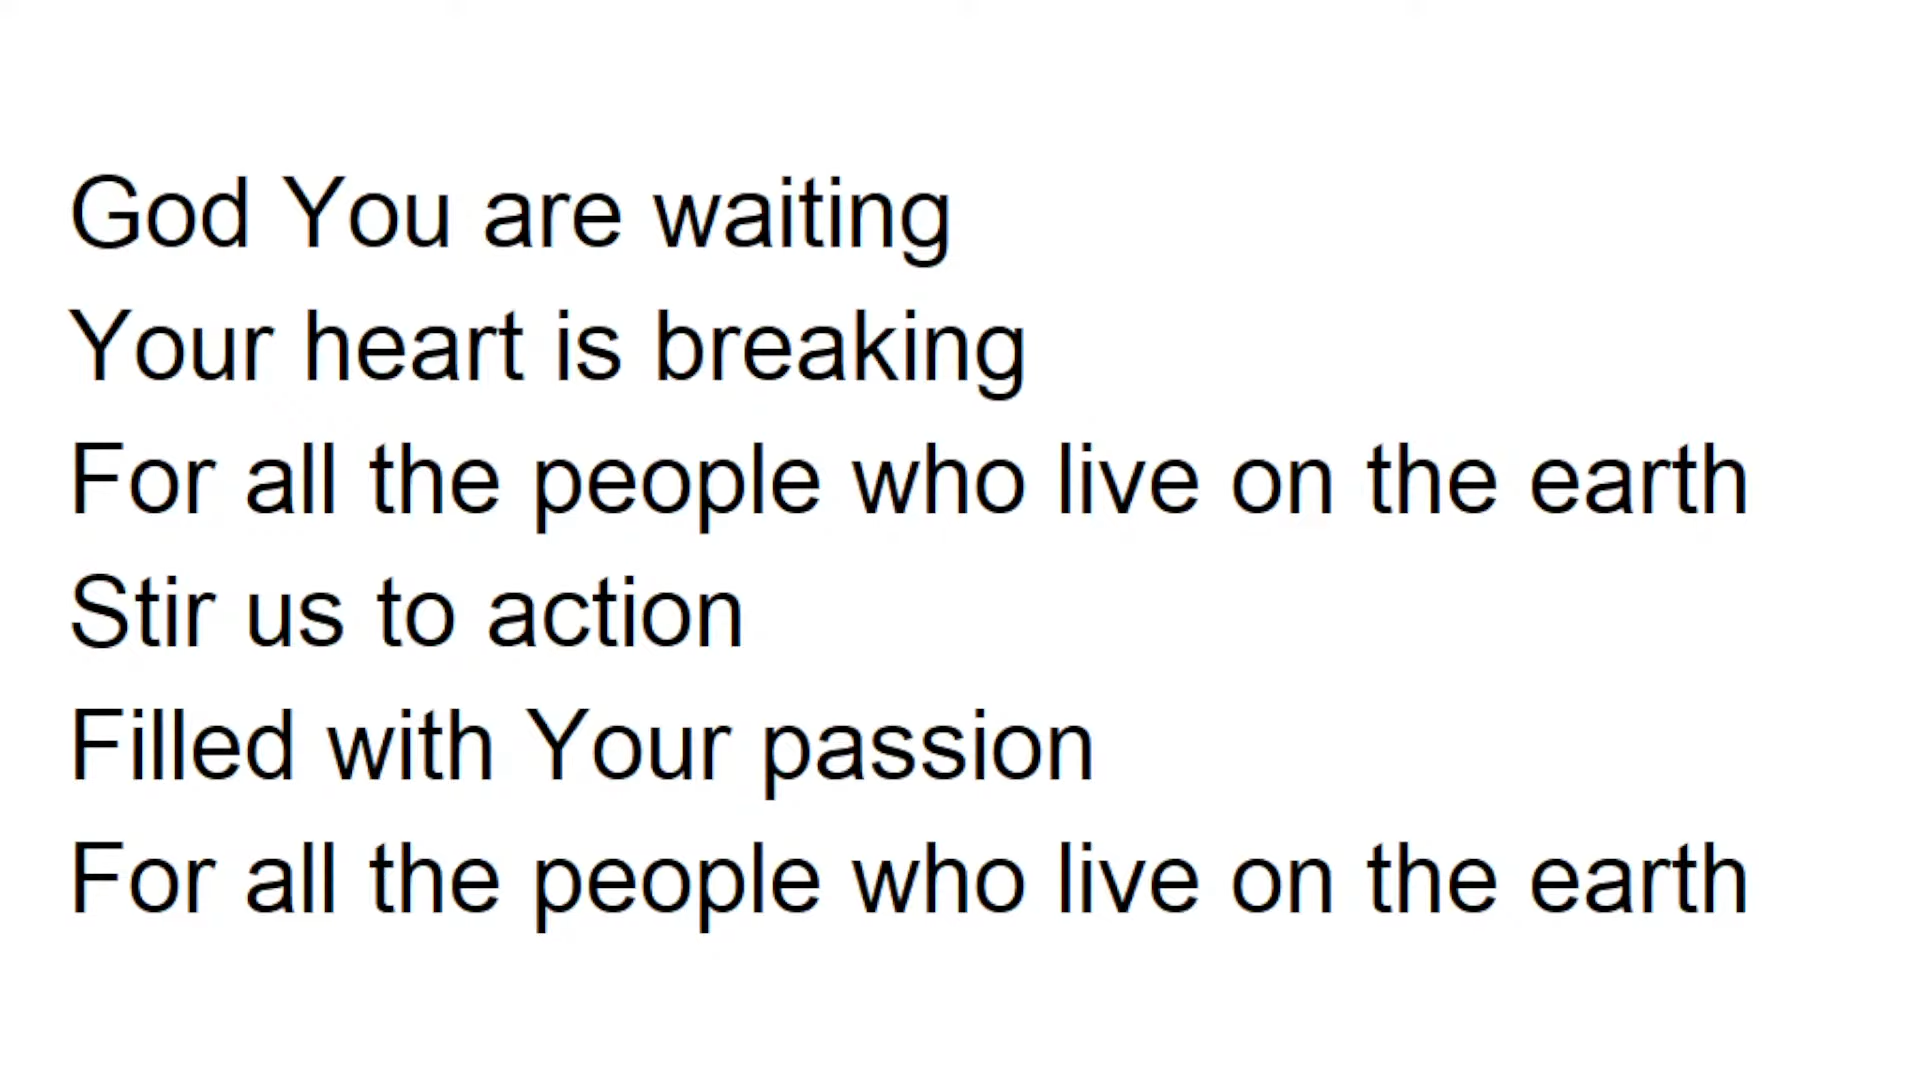 God You are waiting
Your heart is breaking
For all the people who live on the earth
Stir us to action
Filled with Your passion
For all the people who live on the earth